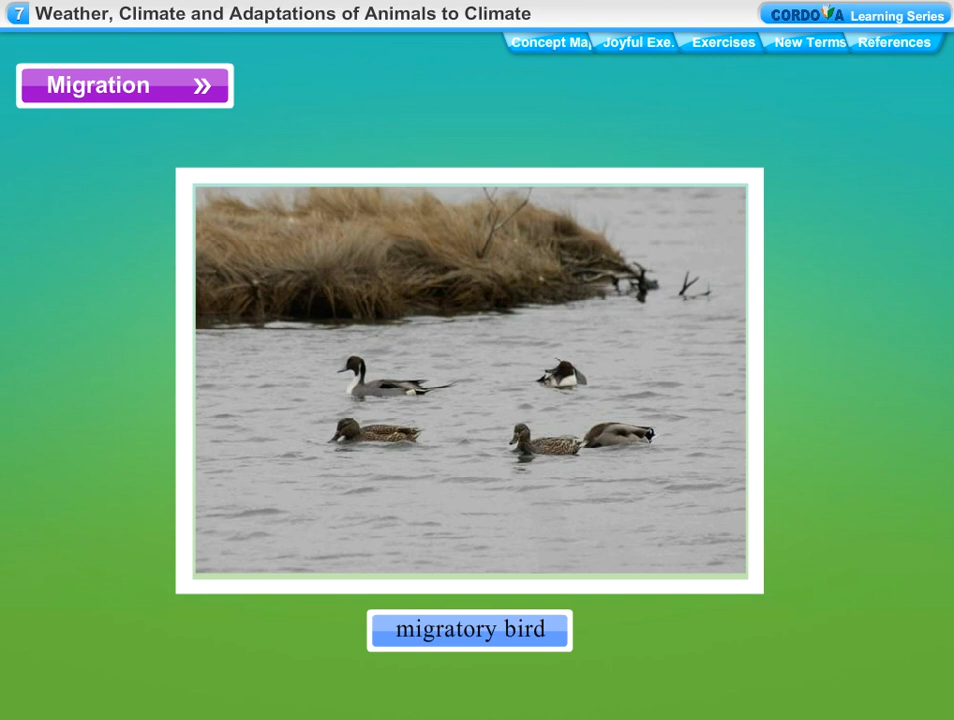 7 Weather, Climate and Adaptations of Animals to Climate
CORDOVA Learning Series
Concept Ma Joyful Exe. Exercises New Terms References
Migration »
migratory bird